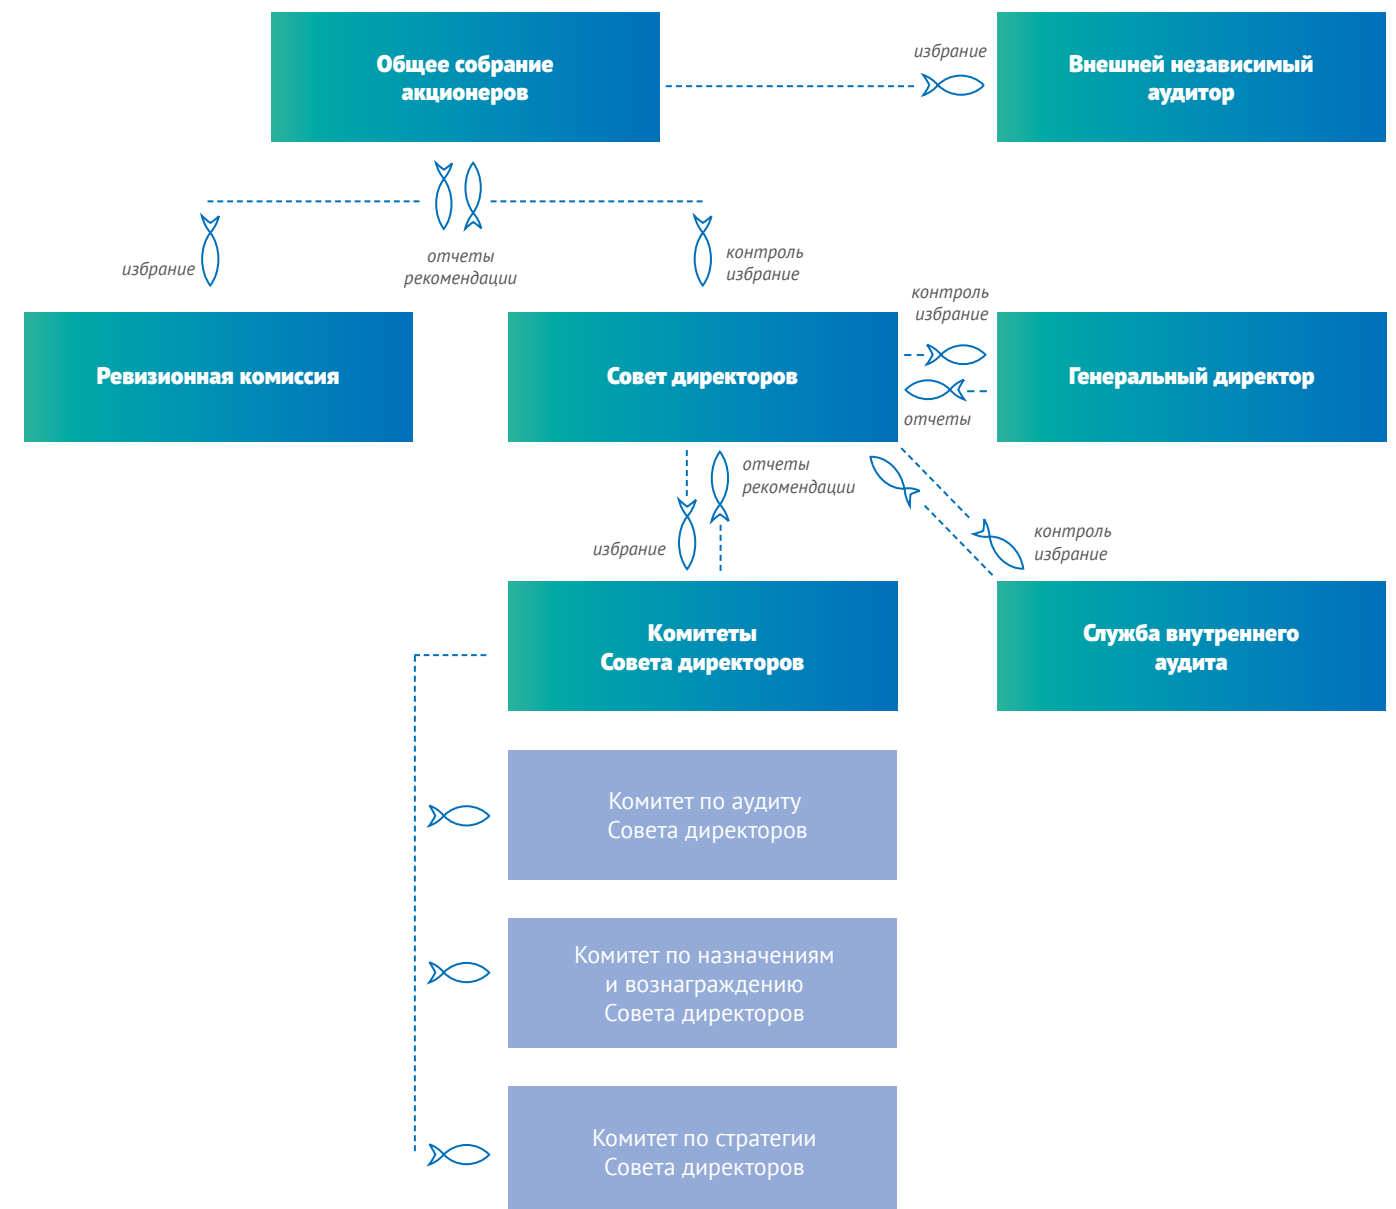 Общее собрание
акционеров
избрание
Внешней независимый
аудитор
избрание
отчеты
рекомендации
контроль
избрание
контроль
избрание
Ревизионная комиссия
Совет директоров
Генеральный директор
отчеты
отчеты
рекомендации
избрание
контроль
избрание
Комитеты
Совета директоров
Служба внутреннего
аудита
Комитет по аудиту
Совета директоров
Комитет по назначениям
и вознаграждению
Совета директоров
Комитет по стратегии
Совета директоров